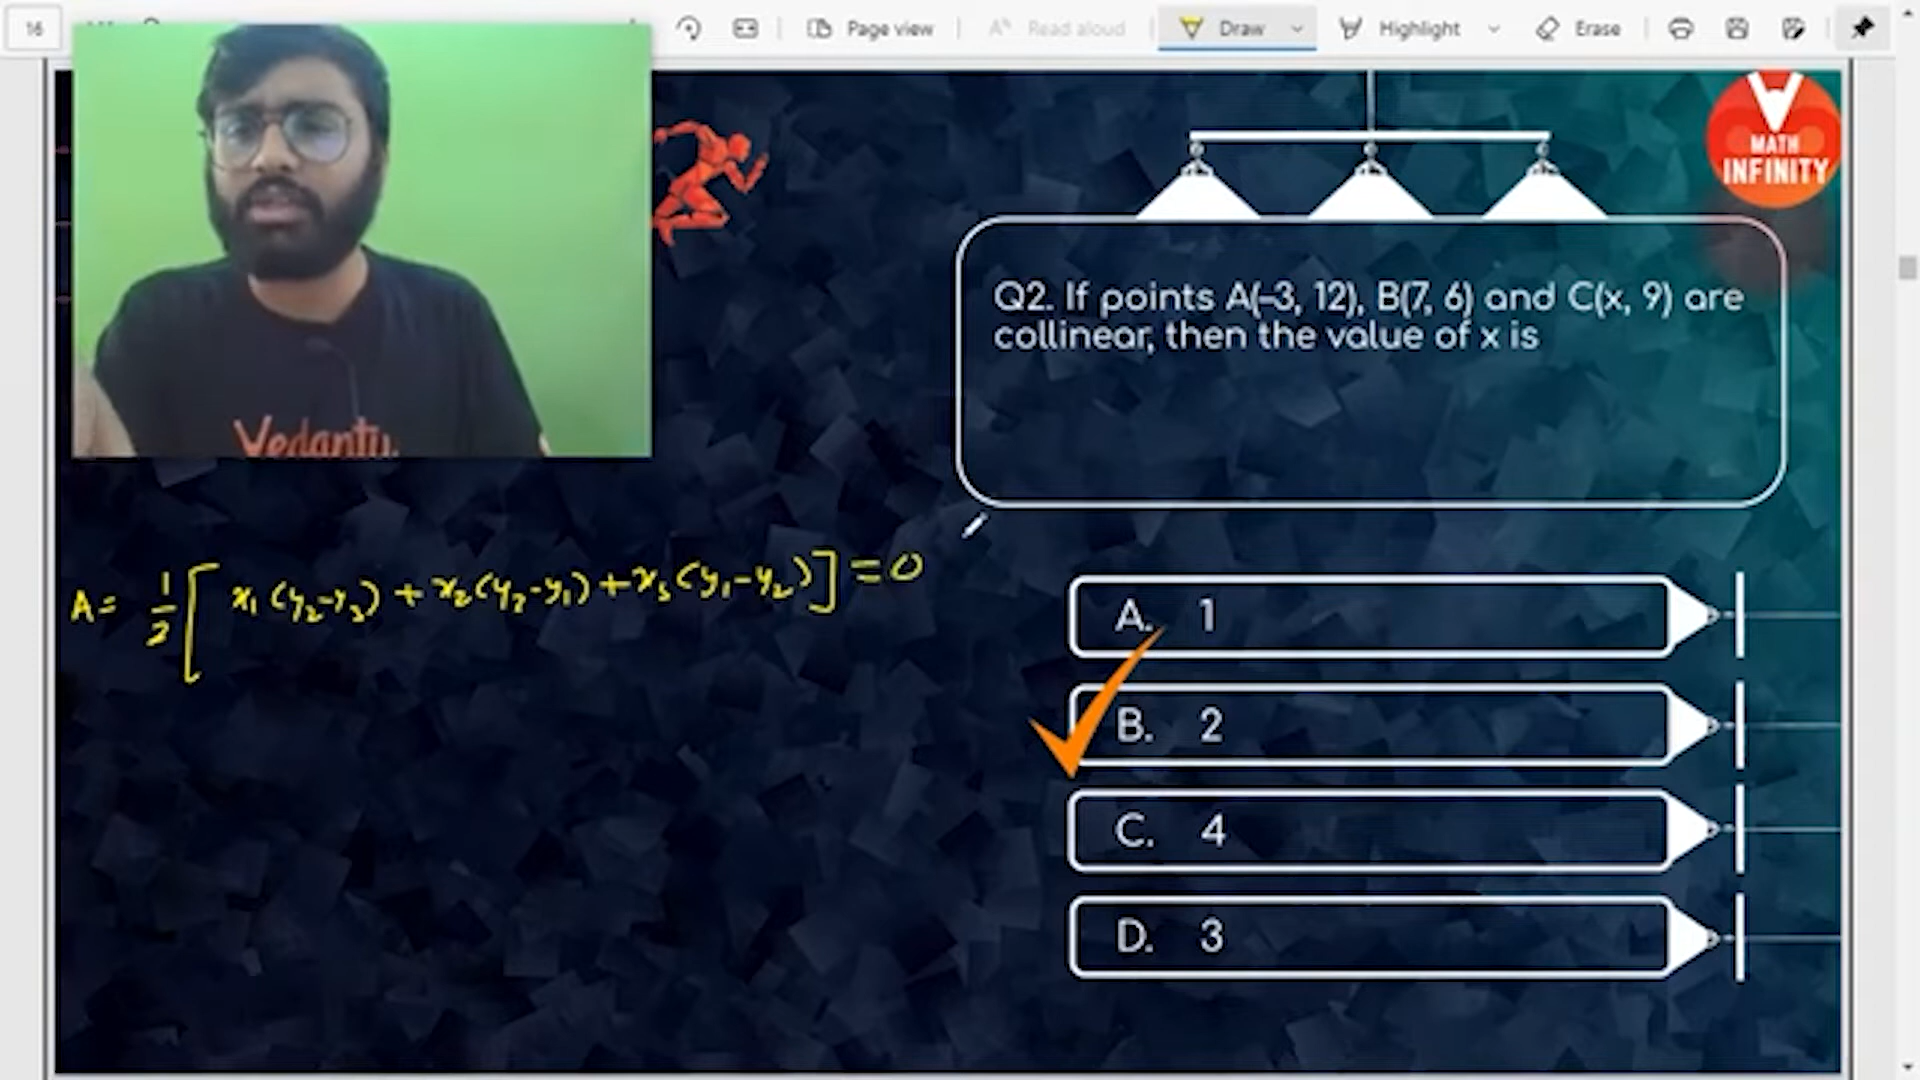 16
Page view
Read aloud
Draw
Highlight
Erase
MATH
INFINITY
Vedantu
Q2. If points A(–3, 12), B(7, 6) and C(x, 9) are
collinear, then the value of x is
A = 1/2 [ x₁ (y₂-y₃) + x₂ (y₃-y₁) + x₃ (y₁-y₂) ] = 0
A. 1
B. 2
C. 4
D. 3